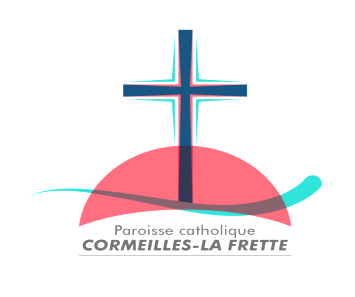 Paroisse catholique
CORMEILLES-LA FRETTE